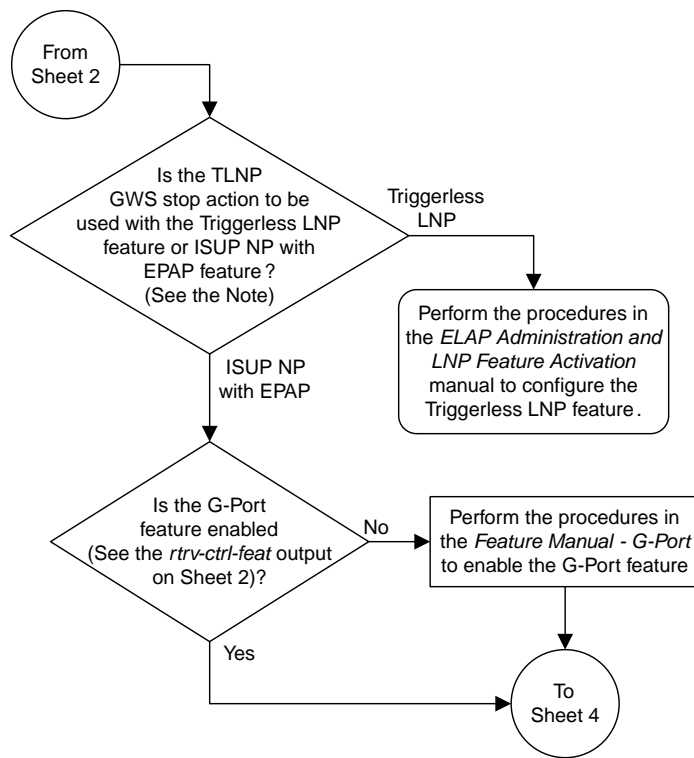 From
Sheet 2
Is the TLNP
GWS stop action to be
used with the Triggerless LNP
feature or ISUP NP with
EPAP feature?
(See the Note)
Triggerless
LNP
Perform the procedures in
the ELAP Administration and
LNP Feature Activation
manual to configure the
Triggerless LNP feature.
ISUP NP
with EPAP
Is the G-Port
feature enabled
(See the rtrv-ctrl-feat output
on Sheet 2)?
No
Perform the procedures in
the Feature Manual - G-Port
to enable the G-Port feature
Yes
To
Sheet 4